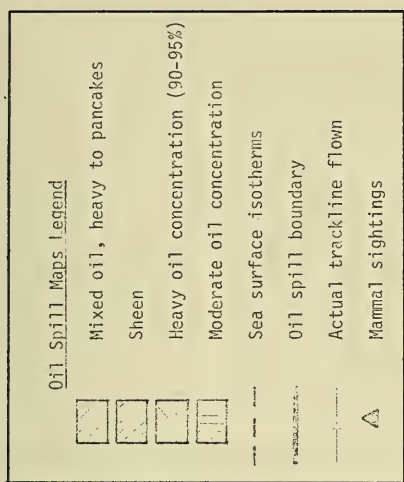 Oil Spill Maps Legend
Mixed oil, heavy to pancakes
Sheen
Heavy oil concentration (90-95%)
Moderate oil concentration
Sea surface isotherms
Oil spill boundary
Actual trackline flown
Mammal sightings